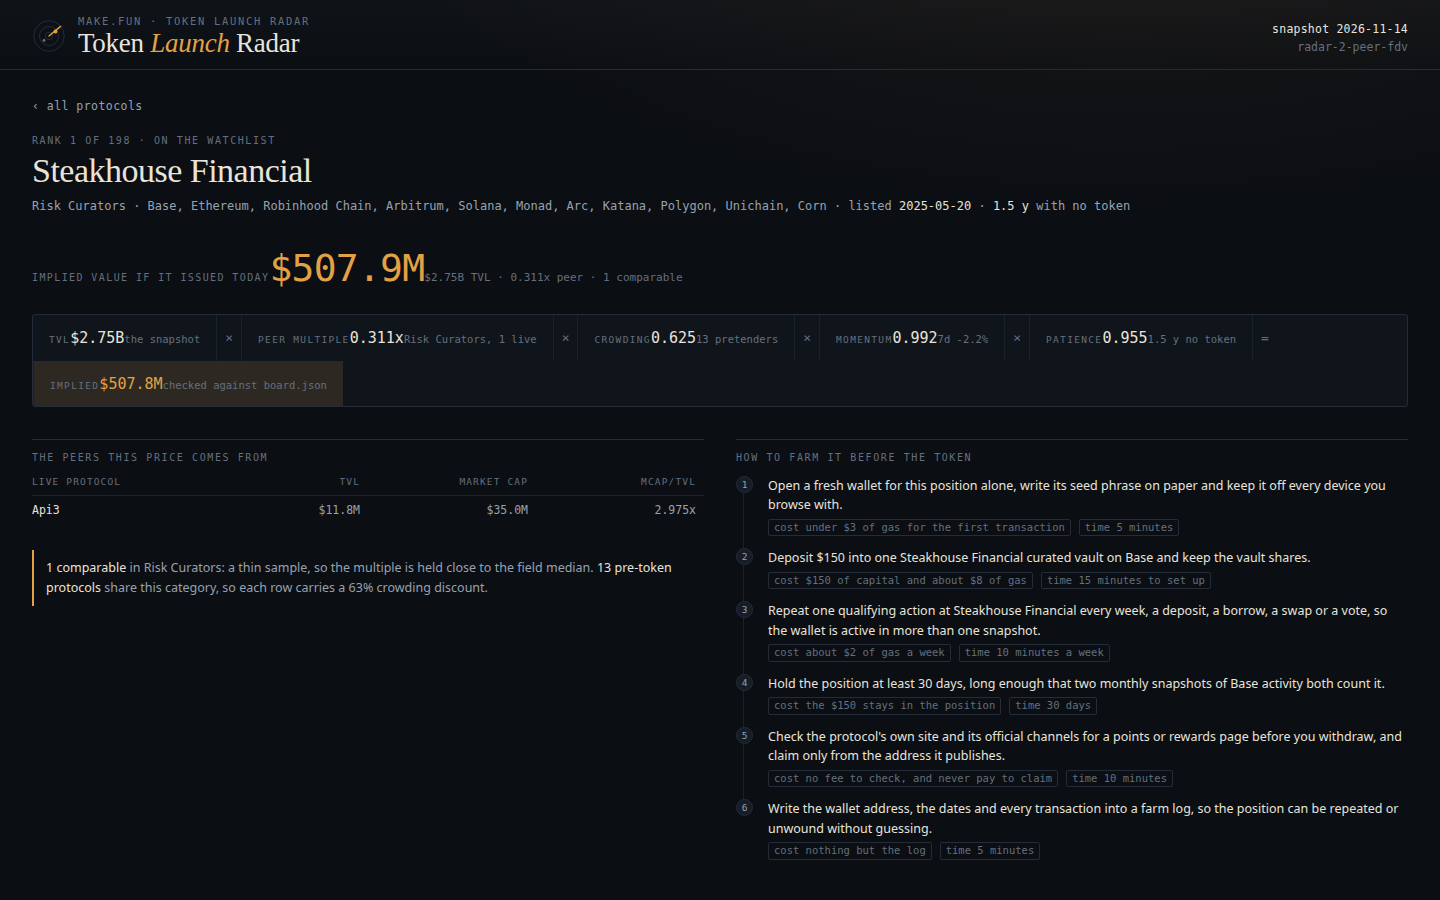 MAKE.FUN · TOKEN LAUNCH RADAR
Token Launch Radar
snapshot 2026-11-14
radar-2-peer-fdv
‹ all protocols
RANK 1 OF 198 · ON THE WATCHLIST
Steakhouse Financial
Risk Curators · Base, Ethereum, Robinhood Chain, Arbitrum, Solana, Monad, Arc, Katana, Polygon, Unichain, Corn · listed 2025-05-20 · 1.5 y with no token
IMPLIED VALUE IF IT ISSUED TODAY $507.9M $2.75B TVL · 0.311x peer · 1 comparable
TVL $2.75B the snapshot × PEER MULTIPLE 0.311x Risk Curators, 1 live × CROWDING 0.625 13 pretenders × MOMENTUM 0.992 7d -2.2% × PATIENCE 0.955 1.5 y no token =
IMPLIED $507.8M checked against board.json
THE PEERS THIS PRICE COMES FROM
LIVE PROTOCOL TVL MARKET CAP MCAP/TVL
Api3 $11.8M $35.0M 2.975x
1 comparable in Risk Curators: a thin sample, so the multiple is held close to the field median. 13 pre-token
protocols share this category, so each row carries a 63% crowding discount.
HOW TO FARM IT BEFORE THE TOKEN
1 Open a fresh wallet for this position alone, write its seed phrase on paper and keep it off every device you
browse with.
cost under $3 of gas for the first transaction time 5 minutes
2 Deposit $150 into one Steakhouse Financial curated vault on Base and keep the vault shares.
cost $150 of capital and about $8 of gas time 15 minutes to set up
3 Repeat one qualifying action at Steakhouse Financial every week, a deposit, a borrow, a swap or a vote, so
the wallet is active in more than one snapshot.
cost about $2 of gas a week time 10 minutes a week
4 Hold the position at least 30 days, long enough that two monthly snapshots of Base activity both count it.
cost the $150 stays in the position time 30 days
5 Check the protocol's own site and its official channels for a points or rewards page before you withdraw, and
claim only from the address it publishes.
cost no fee to check, and never pay to claim time 10 minutes
6 Write the wallet address, the dates and every transaction into a farm log, so the position can be repeated or
unwound without guessing.
cost nothing but the log time 5 minutes